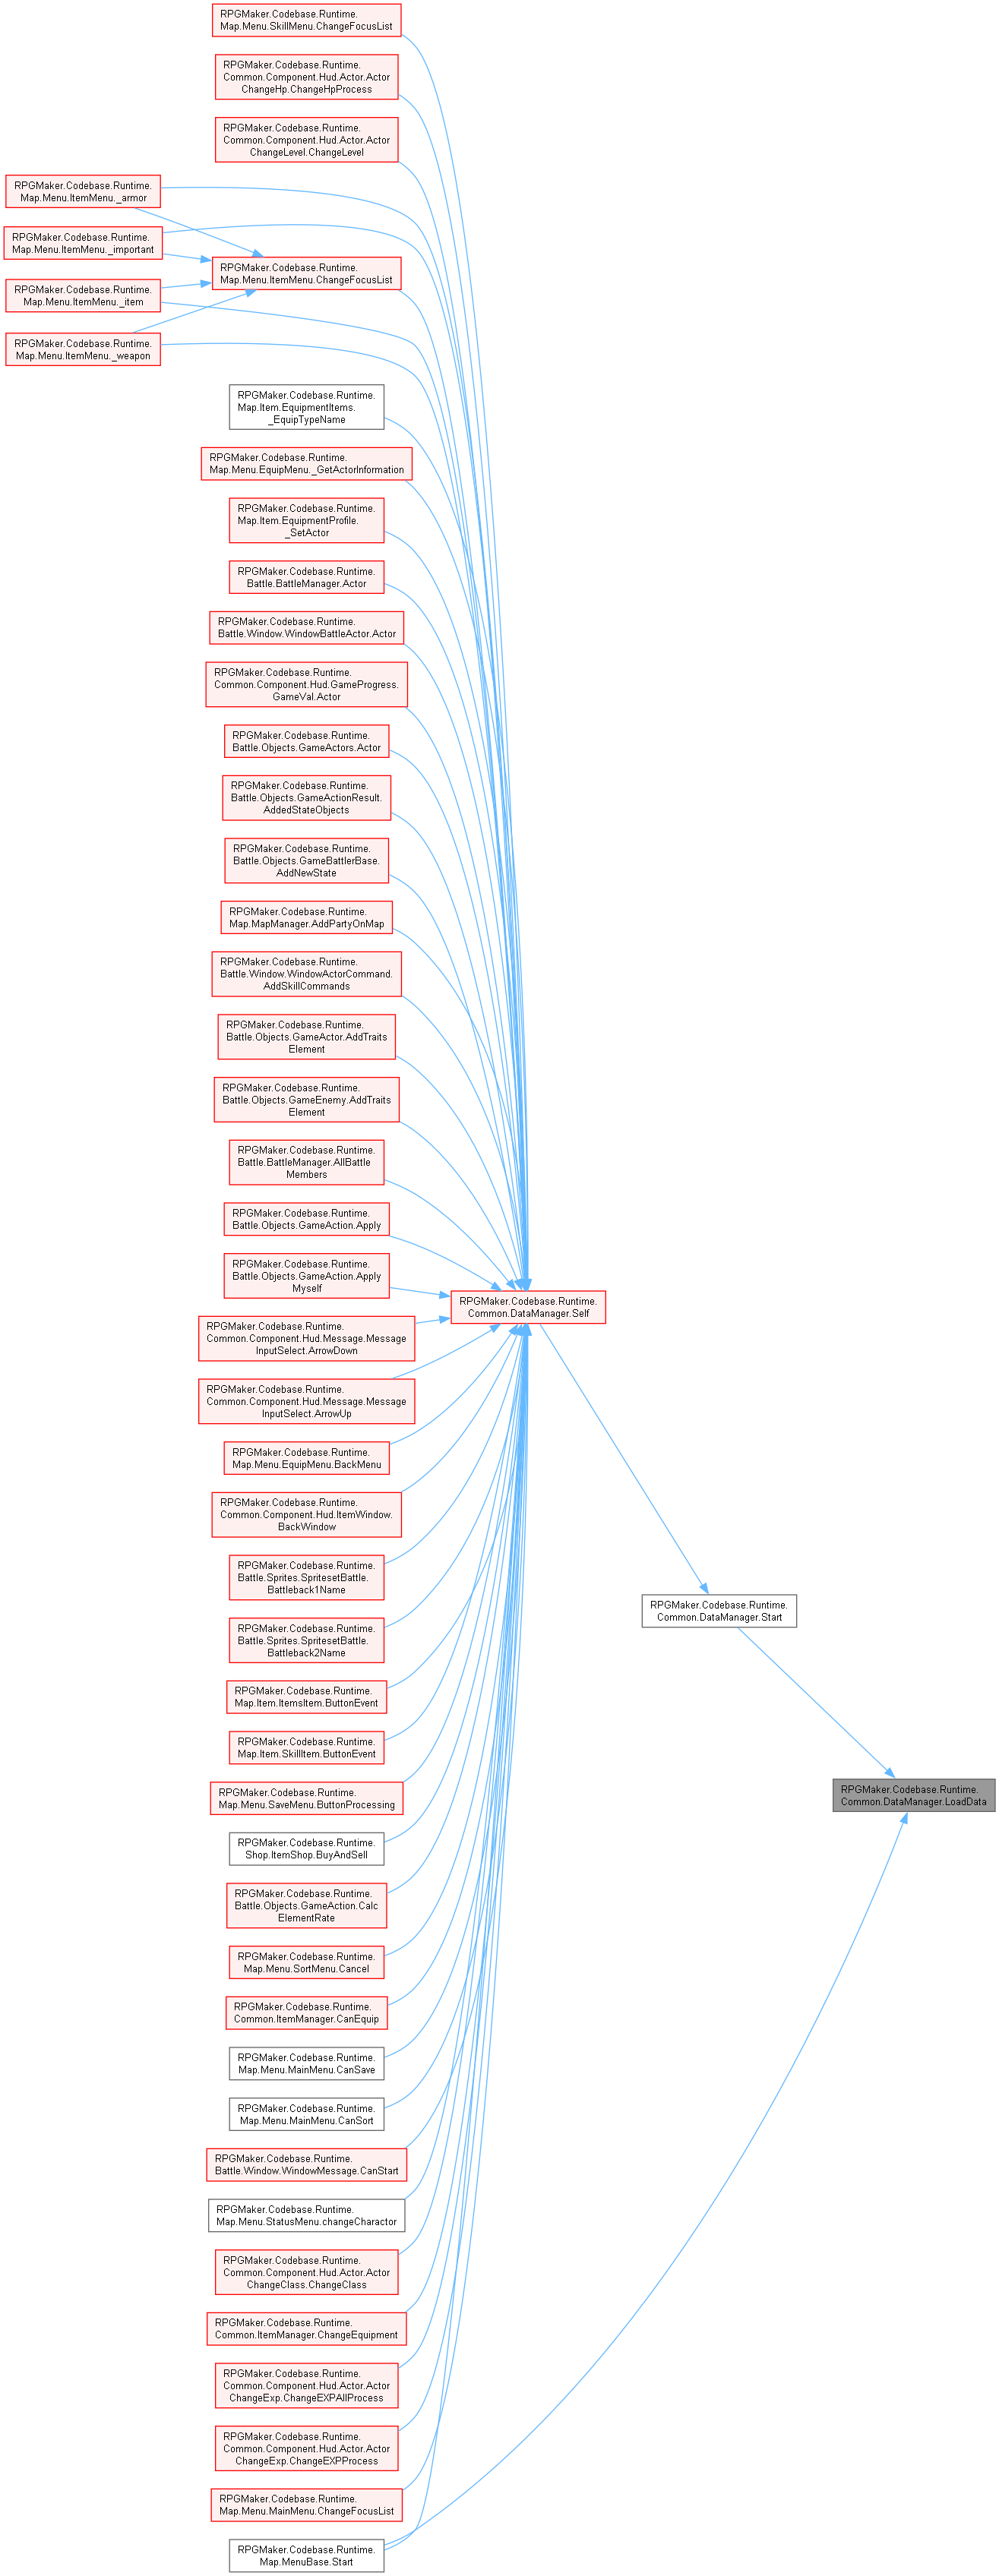 RPGMaker.Codebase.Runtime.
Map.Menu.SkillMenu.ChangeFocusList
RPGMaker.Codebase.Runtime.
Common.Component.Hud.Actor.Actor
ChangeHp.ChangeHpProcess
RPGMaker.Codebase.Runtime.
Common.Component.Hud.Actor.Actor
ChangeLevel.ChangeLevel
RPGMaker.Codebase.Runtime.
Map.Menu.ItemMenu._armor
RPGMaker.Codebase.Runtime.
Map.Menu.ItemMenu._important
RPGMaker.Codebase.Runtime.
Map.Menu.ItemMenu.ChangeFocusList
RPGMaker.Codebase.Runtime.
Map.Menu.ItemMenu._item
RPGMaker.Codebase.Runtime.
Map.Menu.ItemMenu._weapon
RPGMaker.Codebase.Runtime.
Map.Item.EquipmentItems.
_EquipTypeName
RPGMaker.Codebase.Runtime.
Map.Menu.EquipMenu._GetActorInformation
RPGMaker.Codebase.Runtime.
Map.Item.EquipmentProfile.
_SetActor
RPGMaker.Codebase.Runtime.
Battle.BattleManager.Actor
RPGMaker.Codebase.Runtime.
Battle.Window.WindowBattleActor.Actor
RPGMaker.Codebase.Runtime.
Common.Component.Hud.GameProgress.
GameVal.Actor
RPGMaker.Codebase.Runtime.
Battle.Objects.GameActors.Actor
RPGMaker.Codebase.Runtime.
Battle.Objects.GameActionResult.
AddedStateObjects
RPGMaker.Codebase.Runtime.
Battle.Objects.GameBattlerBase.
AddNewState
RPGMaker.Codebase.Runtime.
Map.MapManager.AddPartyOnMap
RPGMaker.Codebase.Runtime.
Battle.Window.WindowActorCommand.
AddSkillCommands
RPGMaker.Codebase.Runtime.
Battle.Objects.GameActor.AddTraits
Element
RPGMaker.Codebase.Runtime.
Battle.Objects.GameEnemy.AddTraits
Element
RPGMaker.Codebase.Runtime.
Battle.BattleManager.AllBattle
Members
RPGMaker.Codebase.Runtime.
Battle.Objects.GameAction.Apply
RPGMaker.Codebase.Runtime.
Battle.Objects.GameAction.Apply
Myself
RPGMaker.Codebase.Runtime.
Common.DataManager.Self
RPGMaker.Codebase.Runtime.
Common.Component.Hud.Message.Message
InputSelect.ArrowDown
RPGMaker.Codebase.Runtime.
Common.Component.Hud.Message.Message
InputSelect.ArrowUp
RPGMaker.Codebase.Runtime.
Map.Menu.EquipMenu.BackMenu
RPGMaker.Codebase.Runtime.
Common.Component.Hud.ItemWindow.
BackWindow
RPGMaker.Codebase.Runtime.
Battle.Sprites.SpritesetBattle.
Battleback1Name
RPGMaker.Codebase.Runtime.
Common.DataManager.Start
RPGMaker.Codebase.Runtime.
Battle.Sprites.SpritesetBattle.
Battleback2Name
RPGMaker.Codebase.Runtime.
Map.Item.ItemsItem.ButtonEvent
RPGMaker.Codebase.Runtime.
Map.Item.SkillItem.ButtonEvent
RPGMaker.Codebase.Runtime.
Map.Menu.SaveMenu.ButtonProcessing
RPGMaker.Codebase.Runtime.
Common.DataManager.LoadData
RPGMaker.Codebase.Runtime.
Shop.ItemShop.BuyAndSell
RPGMaker.Codebase.Runtime.
Battle.Objects.GameAction.Calc
ElementRate
RPGMaker.Codebase.Runtime.
Map.Menu.SortMenu.Cancel
RPGMaker.Codebase.Runtime.
Common.ItemManager.CanEquip
RPGMaker.Codebase.Runtime.
Map.Menu.MainMenu.CanSave
RPGMaker.Codebase.Runtime.
Map.Menu.MainMenu.CanSort
RPGMaker.Codebase.Runtime.
Battle.Window.WindowMessage.CanStart
RPGMaker.Codebase.Runtime.
Map.Menu.StatusMenu.changeCharactor
RPGMaker.Codebase.Runtime.
Common.Component.Hud.Actor.Actor
ChangeClass.ChangeClass
RPGMaker.Codebase.Runtime.
Common.ItemManager.ChangeEquipment
RPGMaker.Codebase.Runtime.
Common.Component.Hud.Actor.Actor
ChangeExp.ChangeEXPAllProcess
RPGMaker.Codebase.Runtime.
Common.Component.Hud.Actor.Actor
ChangeExp.ChangeEXPProcess
RPGMaker.Codebase.Runtime.
Map.Menu.MainMenu.ChangeFocusList
RPGMaker.Codebase.Runtime.
Map.MenuBase.Start